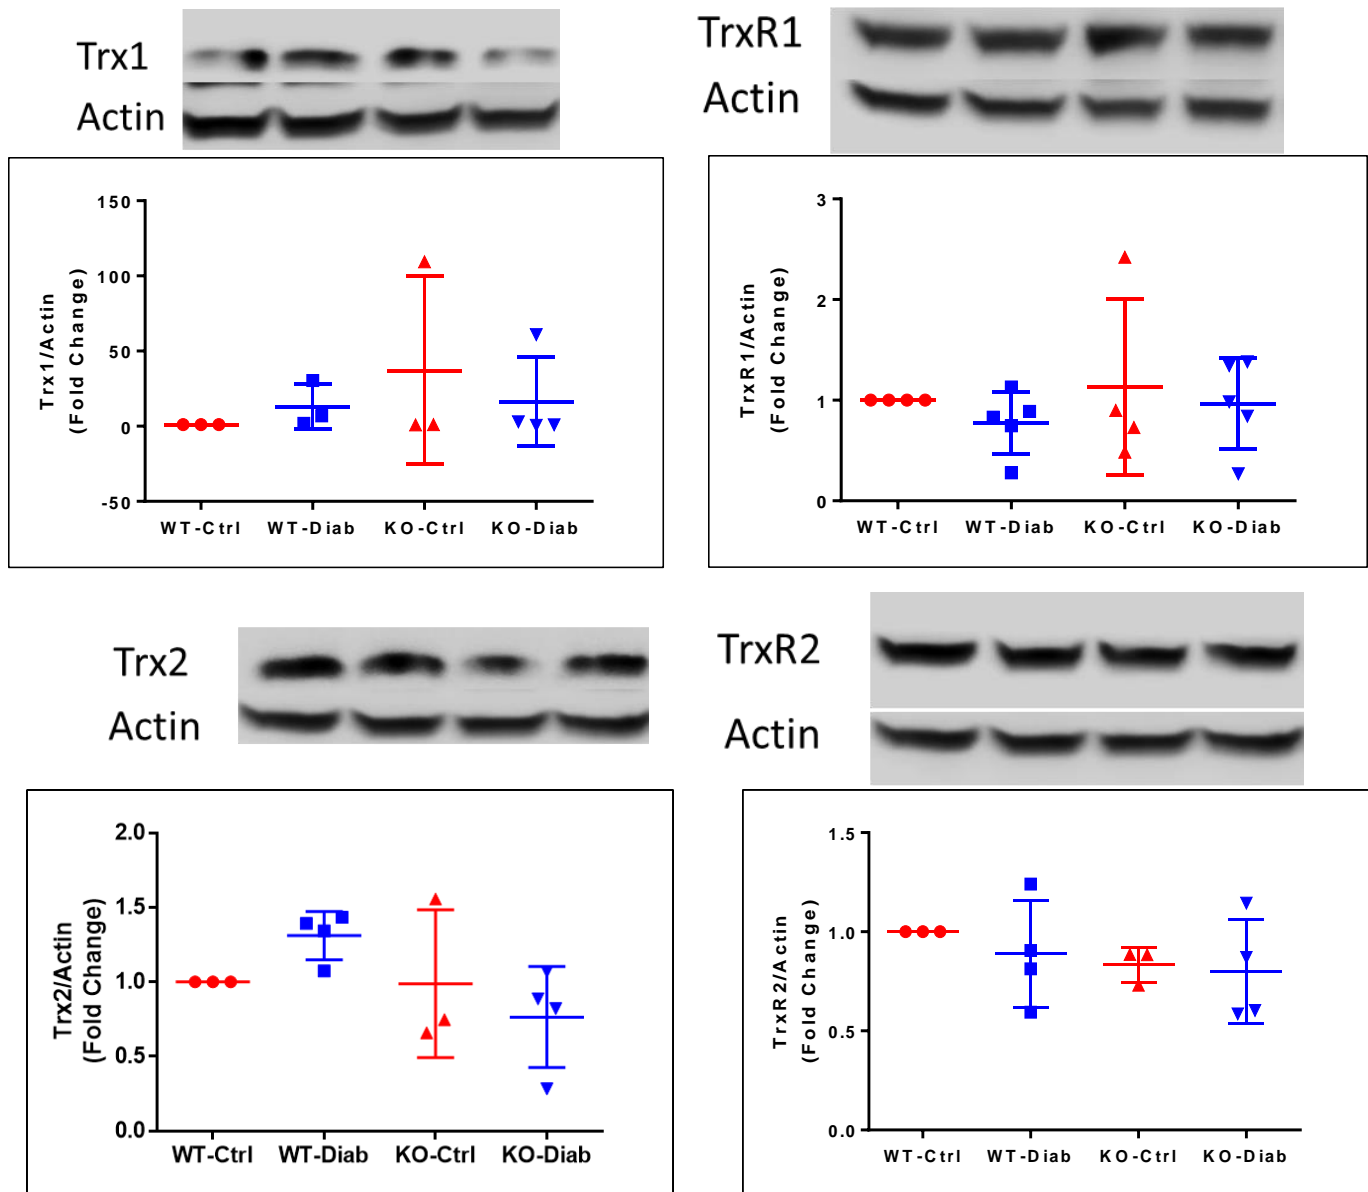 Trx1
Actin
TrxR1
Actin
150
100
50
0
-50
Trx1/Actin
(Fold Change)
WT-Ctrl WT-Diab KO-Ctrl KO-Diab
3
2
1
0
TrxR1/Actin
(Fold Change)
WT-Ctrl WT-Diab KO-Ctrl KO-Diab
Trx2
Actin
TrxR2
Actin
2.0
1.5
1.0
0.5
0.0
Trx2/Actin
(Fold Change)
WT-Ctrl WT-Diab KO-Ctrl KO-Diab
1.5
1.0
0.5
0.0
TrxR2/Actin
(Fold Change)
WT-Ctrl WT-Diab KO-Ctrl KO-Diab